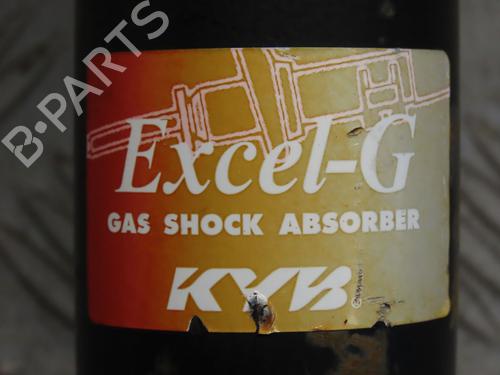 B·PARTS
Excel-G
GAS SHOCK ABSORBER
KYB